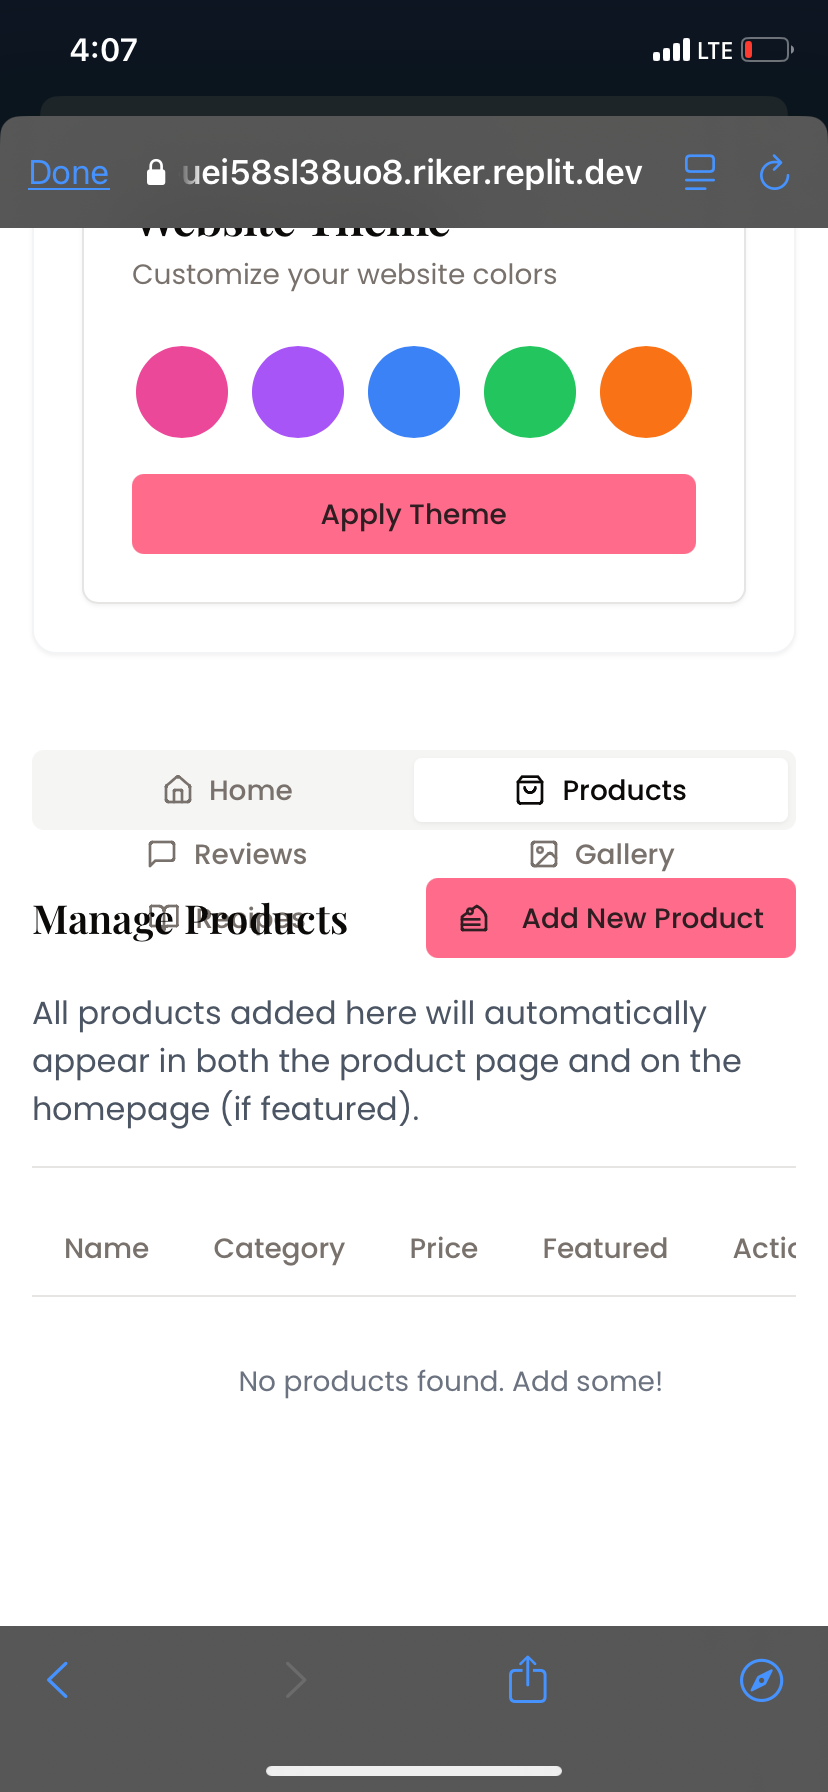 4:07
LTE
Done
uei58sl38uo8.riker.replit.dev
Website Theme
Customize your website colors
Apply Theme
Home
Products
Reviews
Gallery
Recipes
Manage Products
Add New Product
All products added here will automatically
appear in both the product page and on the
homepage (if featured).
Name Category Price Featured Actic
No products found. Add some!